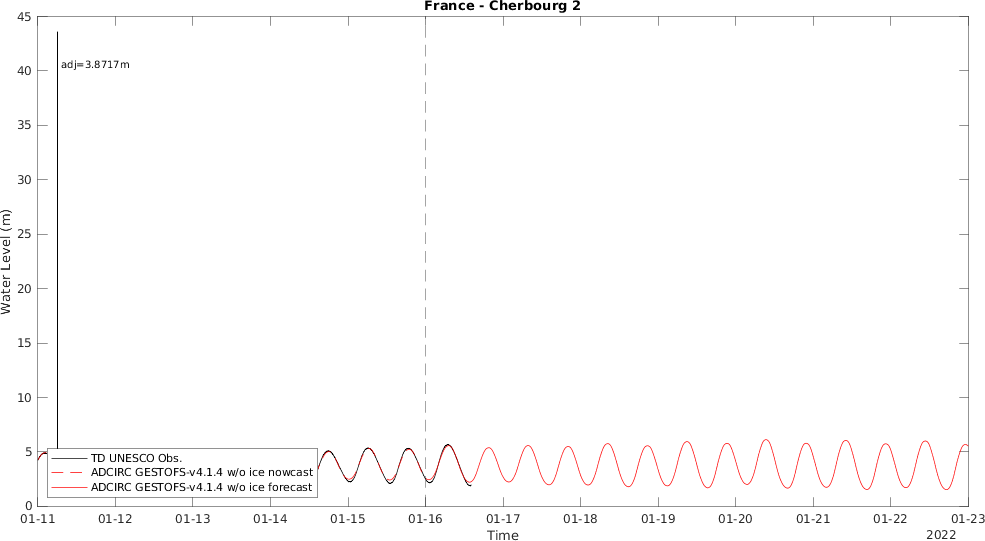 France - Cherbourg 2
45
40
35
30
25
20
15
10
5
0
Water Level (m)
adj=3.8717m
TD UNESCO Obs.
ADCIRC GESTOFS-v4.1.4 w/o ice nowcast
ADCIRC GESTOFS-v4.1.4 w/o ice forecast
01-11 01-12 01-13 01-14 01-15 01-16 01-17 01-18 01-19 01-20 01-21 01-22 01-23
Time
2022